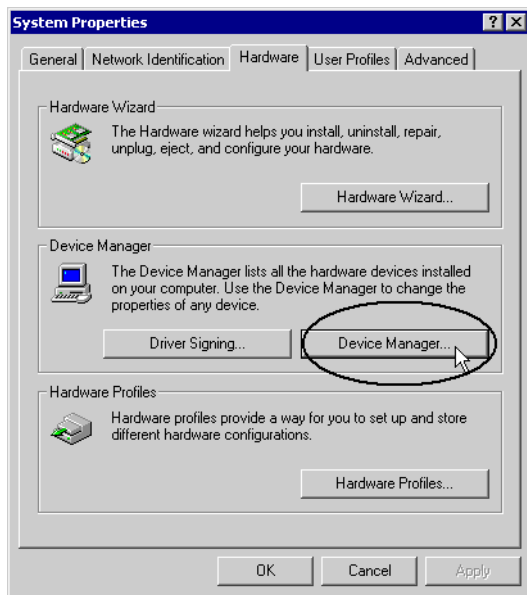 System Properties
General
Network Identification
Hardware
User Profiles
Advanced
Hardware Wizard
The Hardware wizard helps you install, uninstall, repair,
unplug, eject, and configure your hardware.
Hardware Wizard...
Device Manager
The Device Manager lists all the hardware devices installed
on your computer. Use the Device Manager to change the
properties of any device.
Driver Signing...
Device Manager...
Hardware Profiles
Hardware profiles provide a way for you to set up and store
different hardware configurations.
Hardware Profiles...
OK
Cancel
Apply